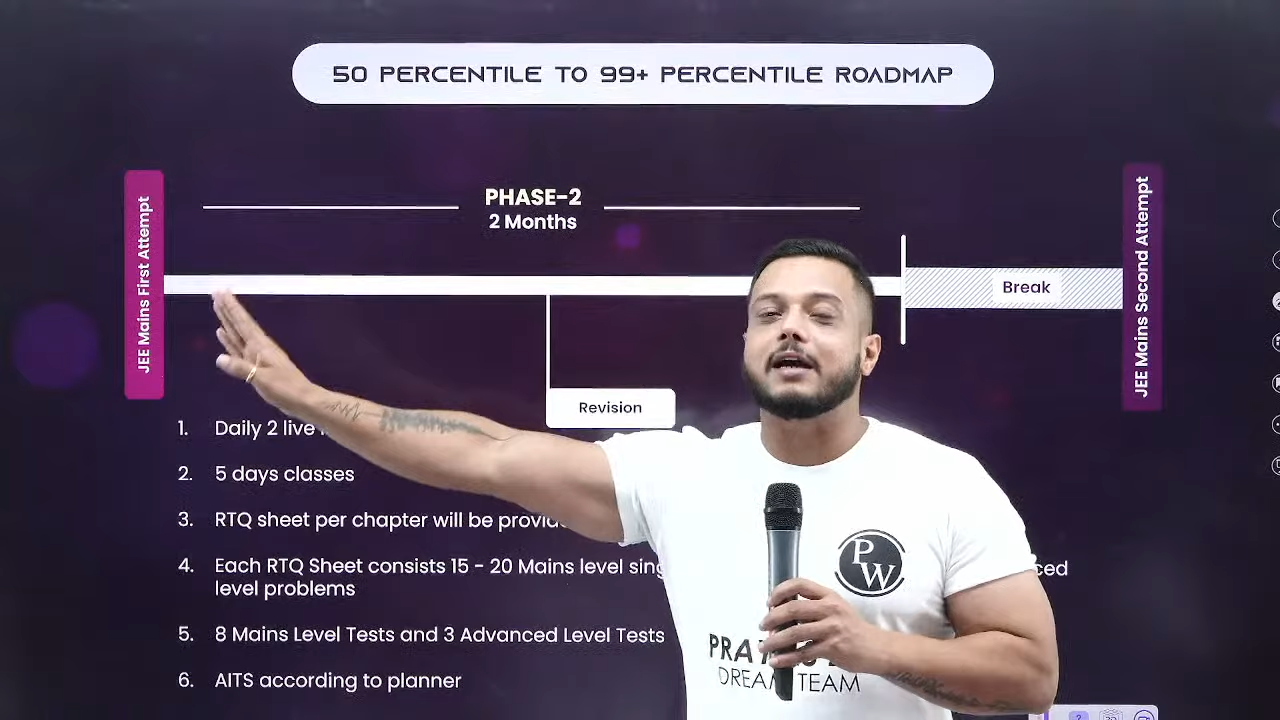 50 PERCENTILE TO 99+ PERCENTILE ROADMAP
PHASE-2
2 Months
JEE Mains First Attempt
Break
JEE Mains Second Attempt
Revision
1. Daily 2 live
2. 5 days classes
3. RTQ sheet per chapter will be
4. Each RTQ Sheet consists 15 - 20 Mains level
level problems
5. 8 Mains Level Tests and 3 Advanced Level Tests
6. AITS according to planner
PW
DREAM TEAM